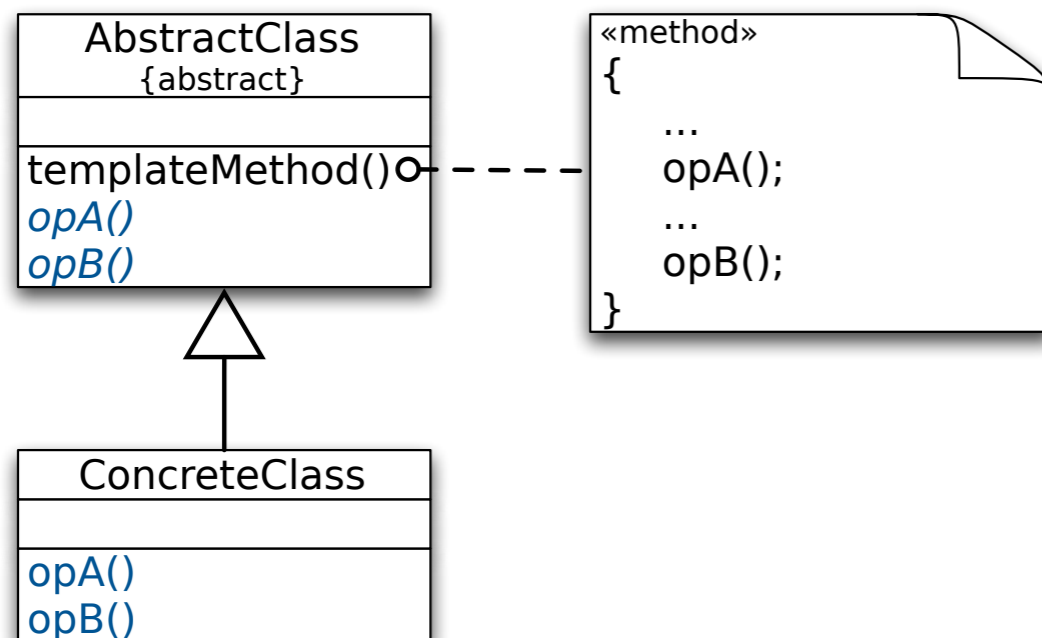 AbstractClass
{abstract}
templateMethod()
opA()
opB()
«method»
{
...
opA();
...
opB();
}
ConcreteClass
opA()
opB()